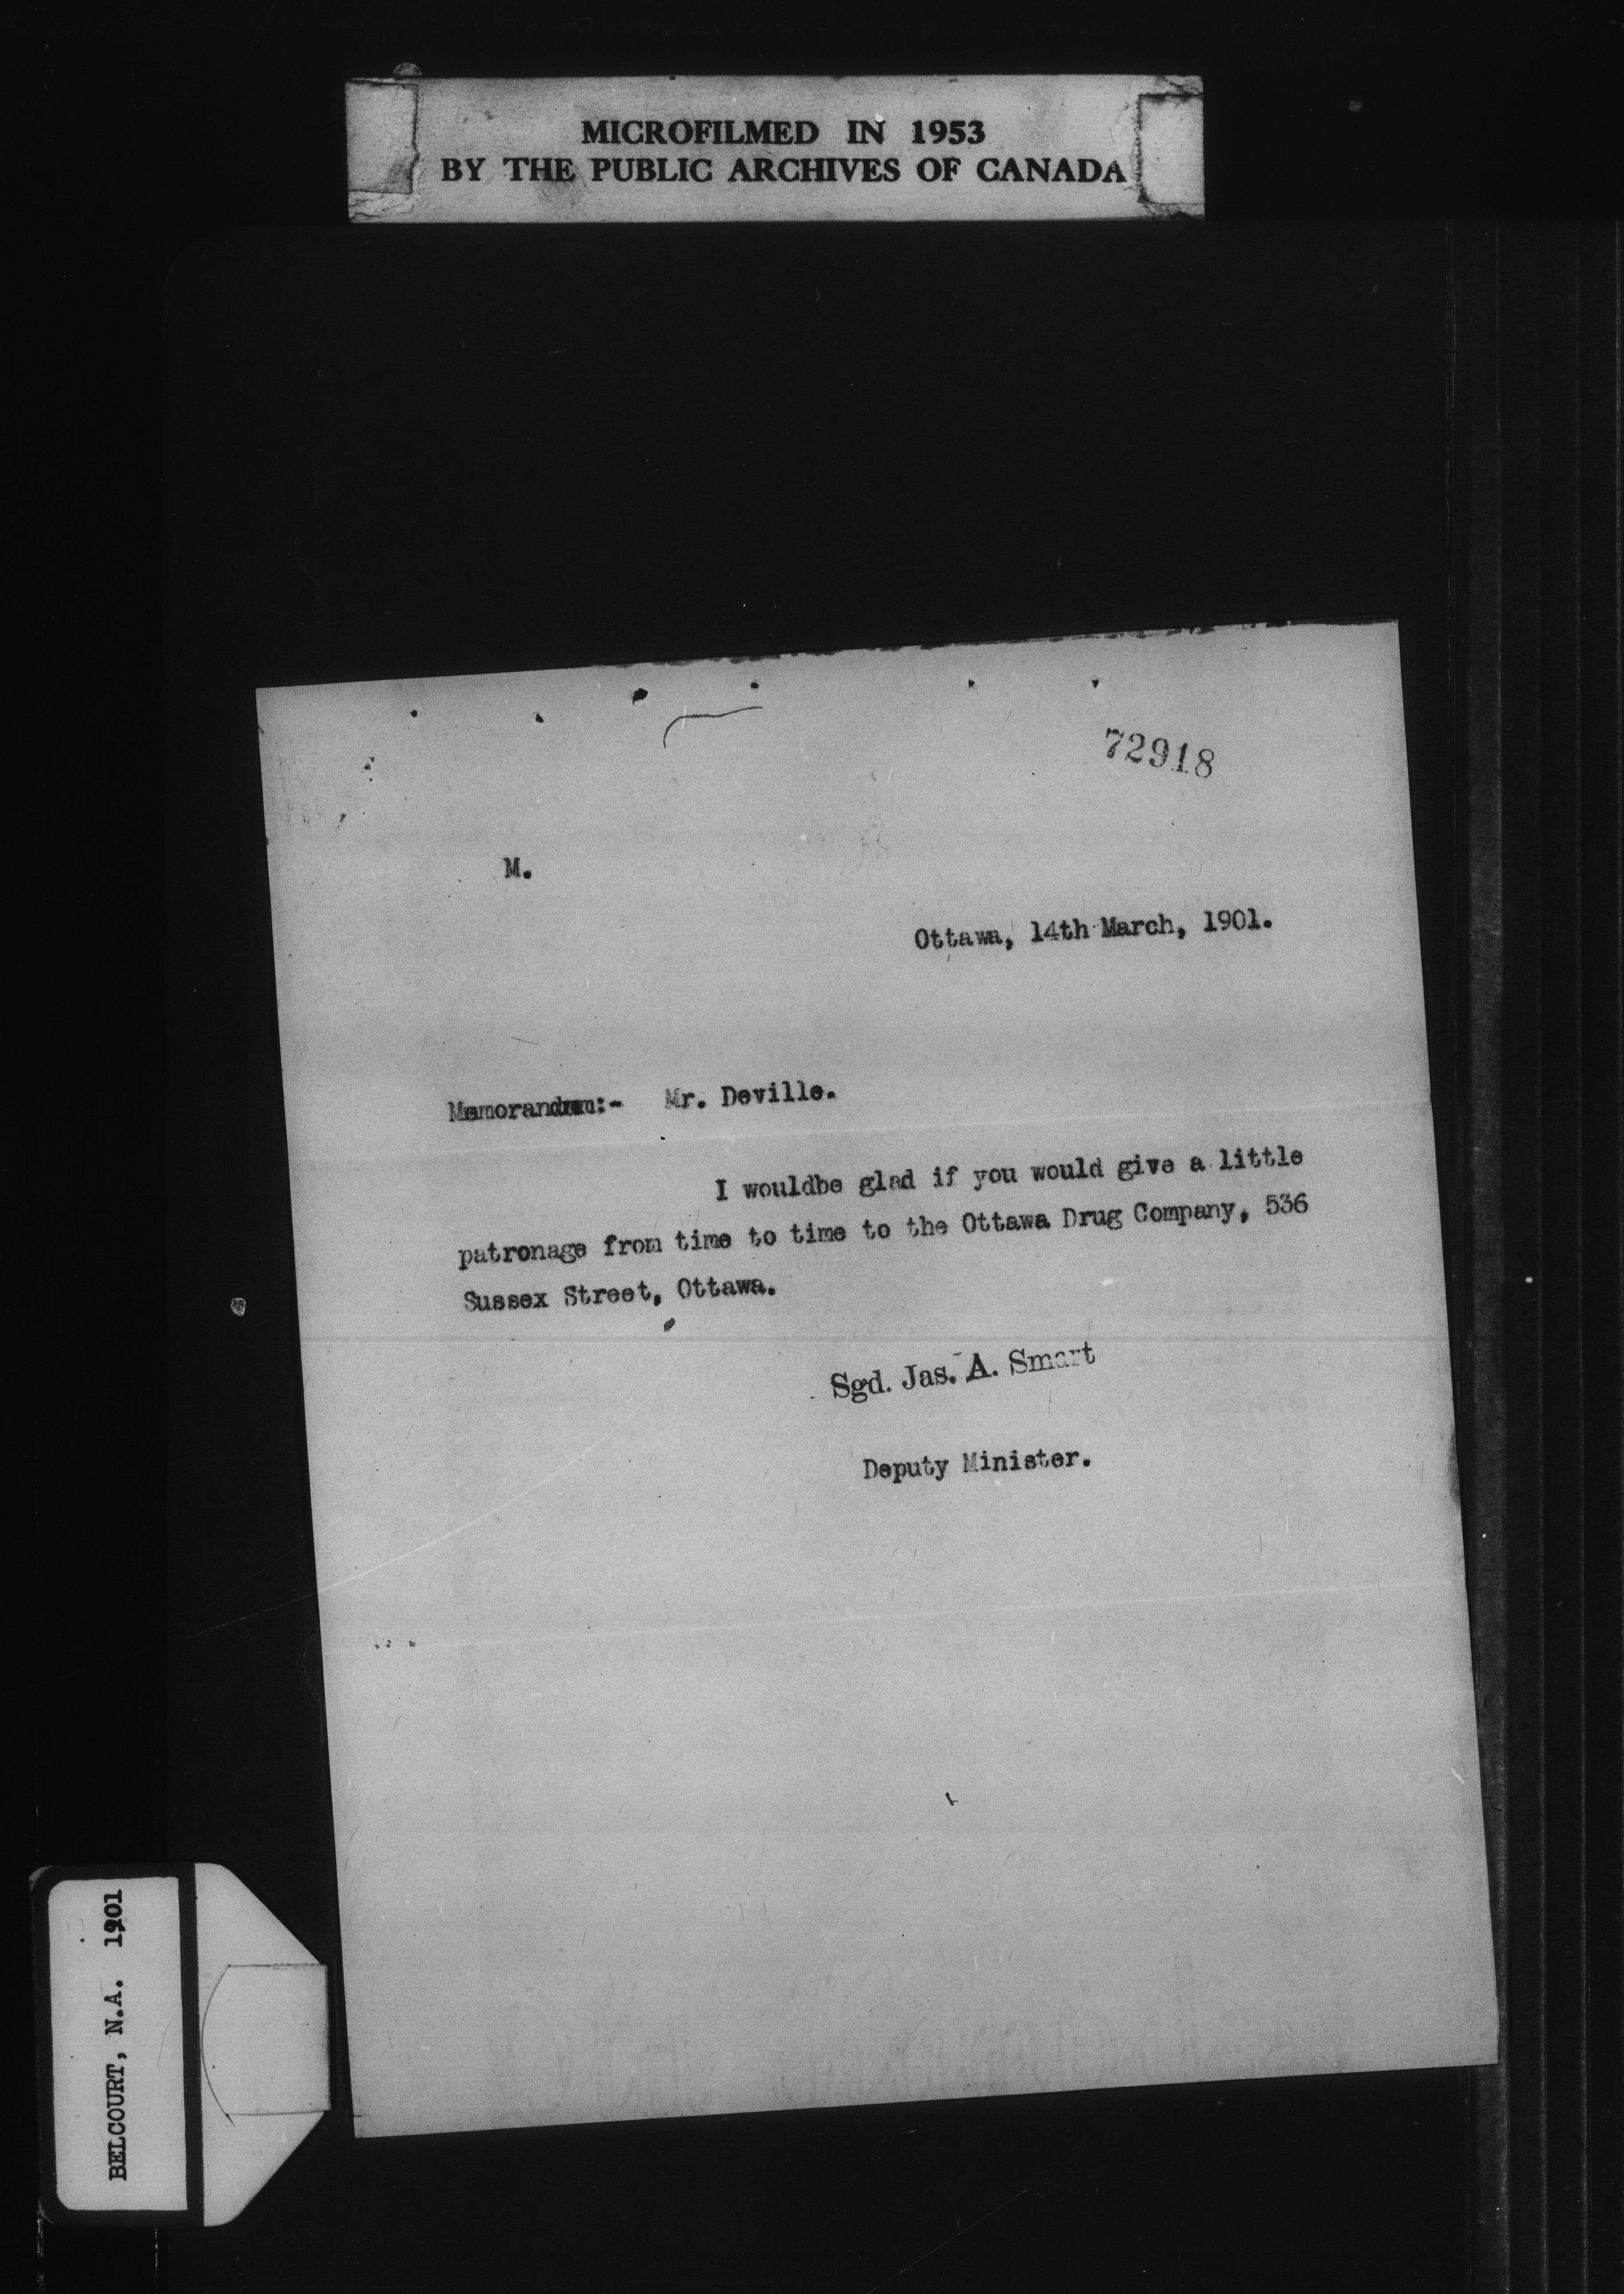 MICROFILMED IN 1953
BY THE PUBLIC ARCHIVES OF CANADA
72918
M.
Ottawa, 14th March, 1901.
Memorandum:- Mr. Deville.
I wouldbe glad if you would give a little
patronage from time to time to the Ottawa Drug Company, 536
Sussex Street, Ottawa.
Sgd. Jas. A. Smart
Deputy Minister.
BELCOURT, N.A. 1901